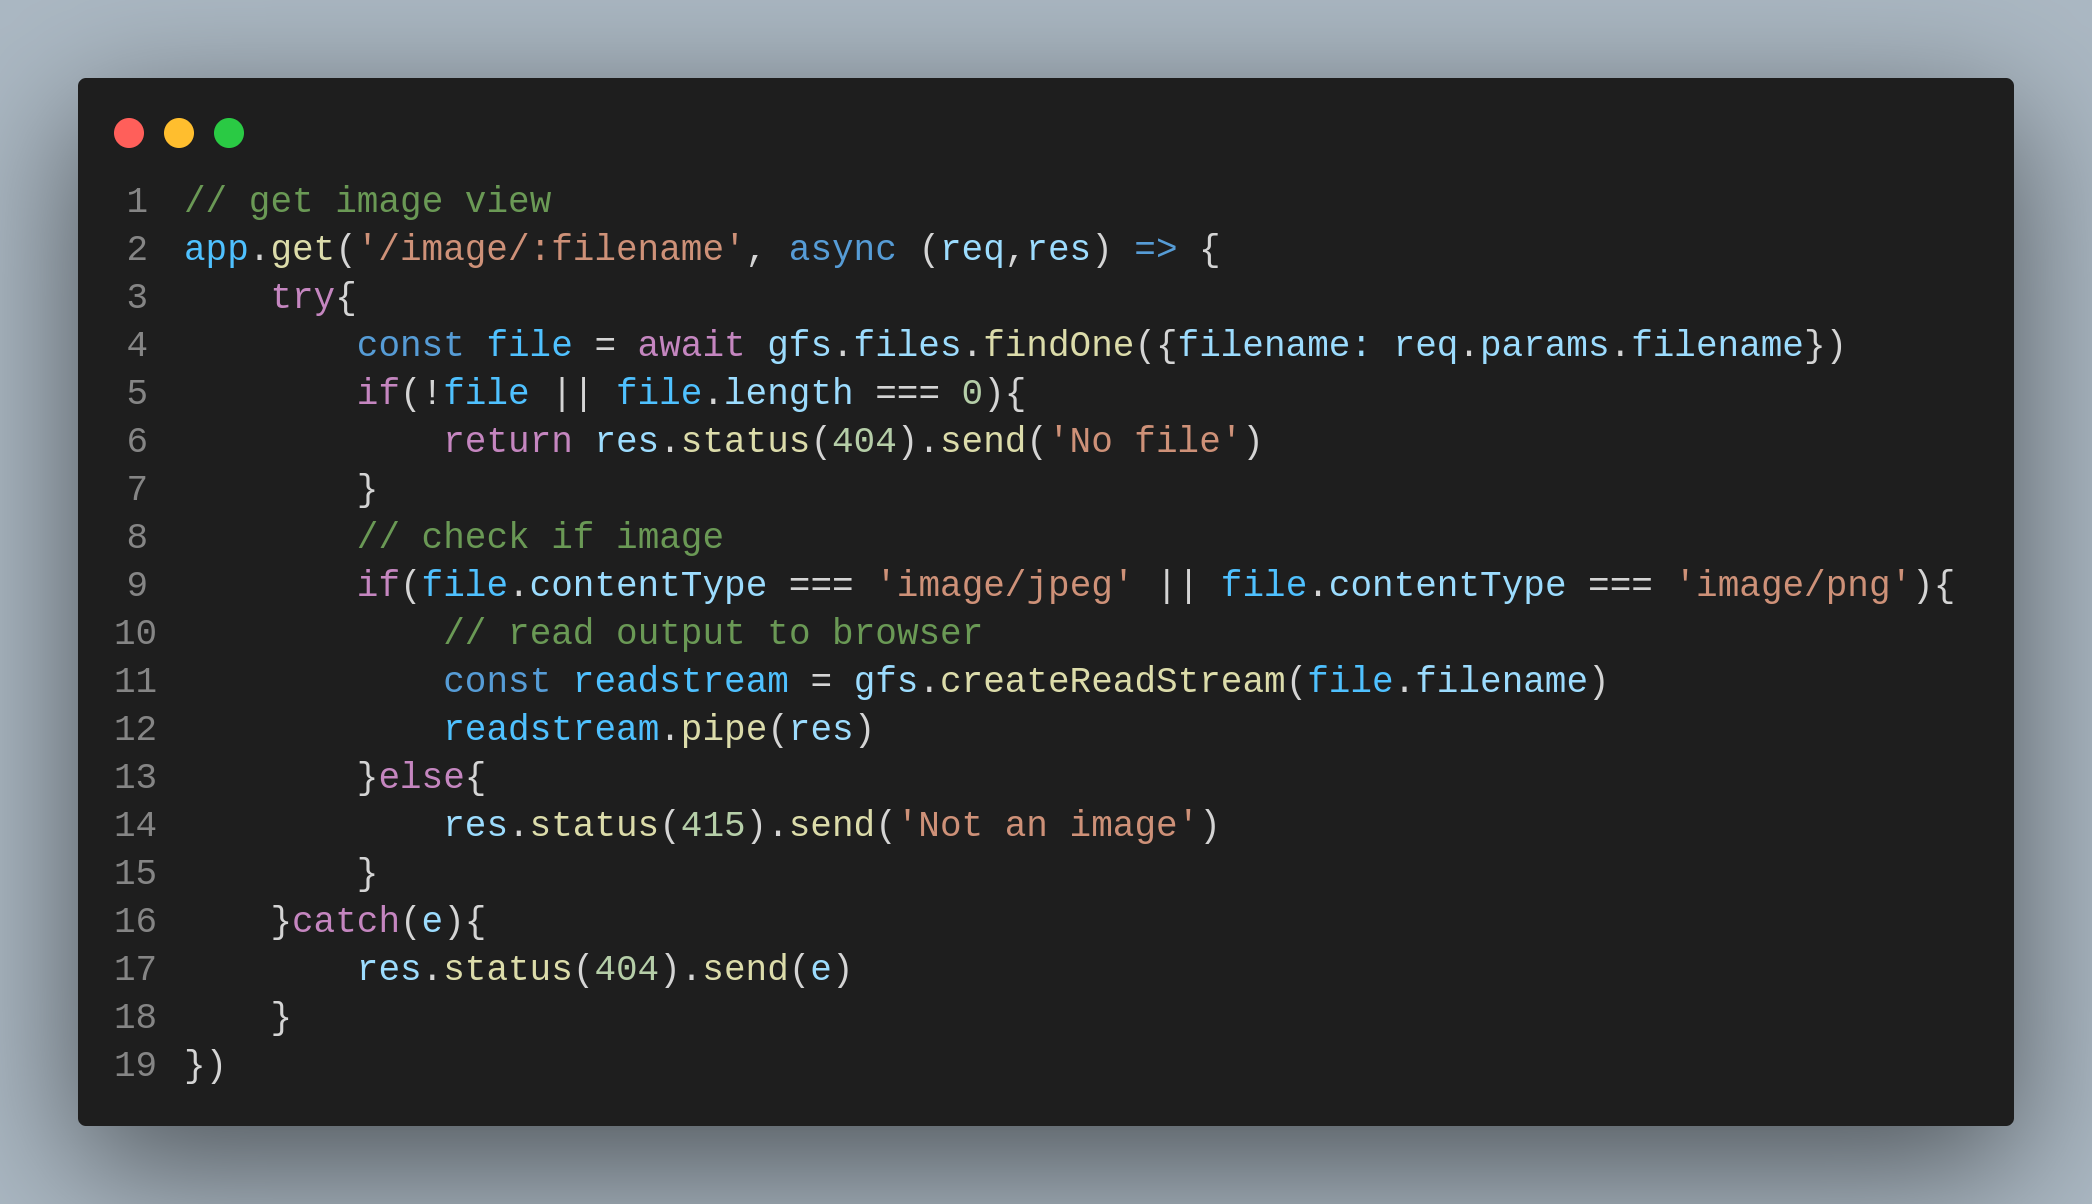 1 // get image view
2 app.get('/image/:filename', async (req,res) => {
3     try{
4         const file = await gfs.files.findOne({filename: req.params.filename})
5         if(!file || file.length === 0){
6             return res.status(404).send('No file')
7         }
8         // check if image
9         if(file.contentType === 'image/jpeg' || file.contentType === 'image/png'){
10             // read output to browser
11             const readstream = gfs.createReadStream(file.filename)
12             readstream.pipe(res)
13         }else{
14             res.status(415).send('Not an image')
15         }
16     }catch(e){
17         res.status(404).send(e)
18     }
19 })